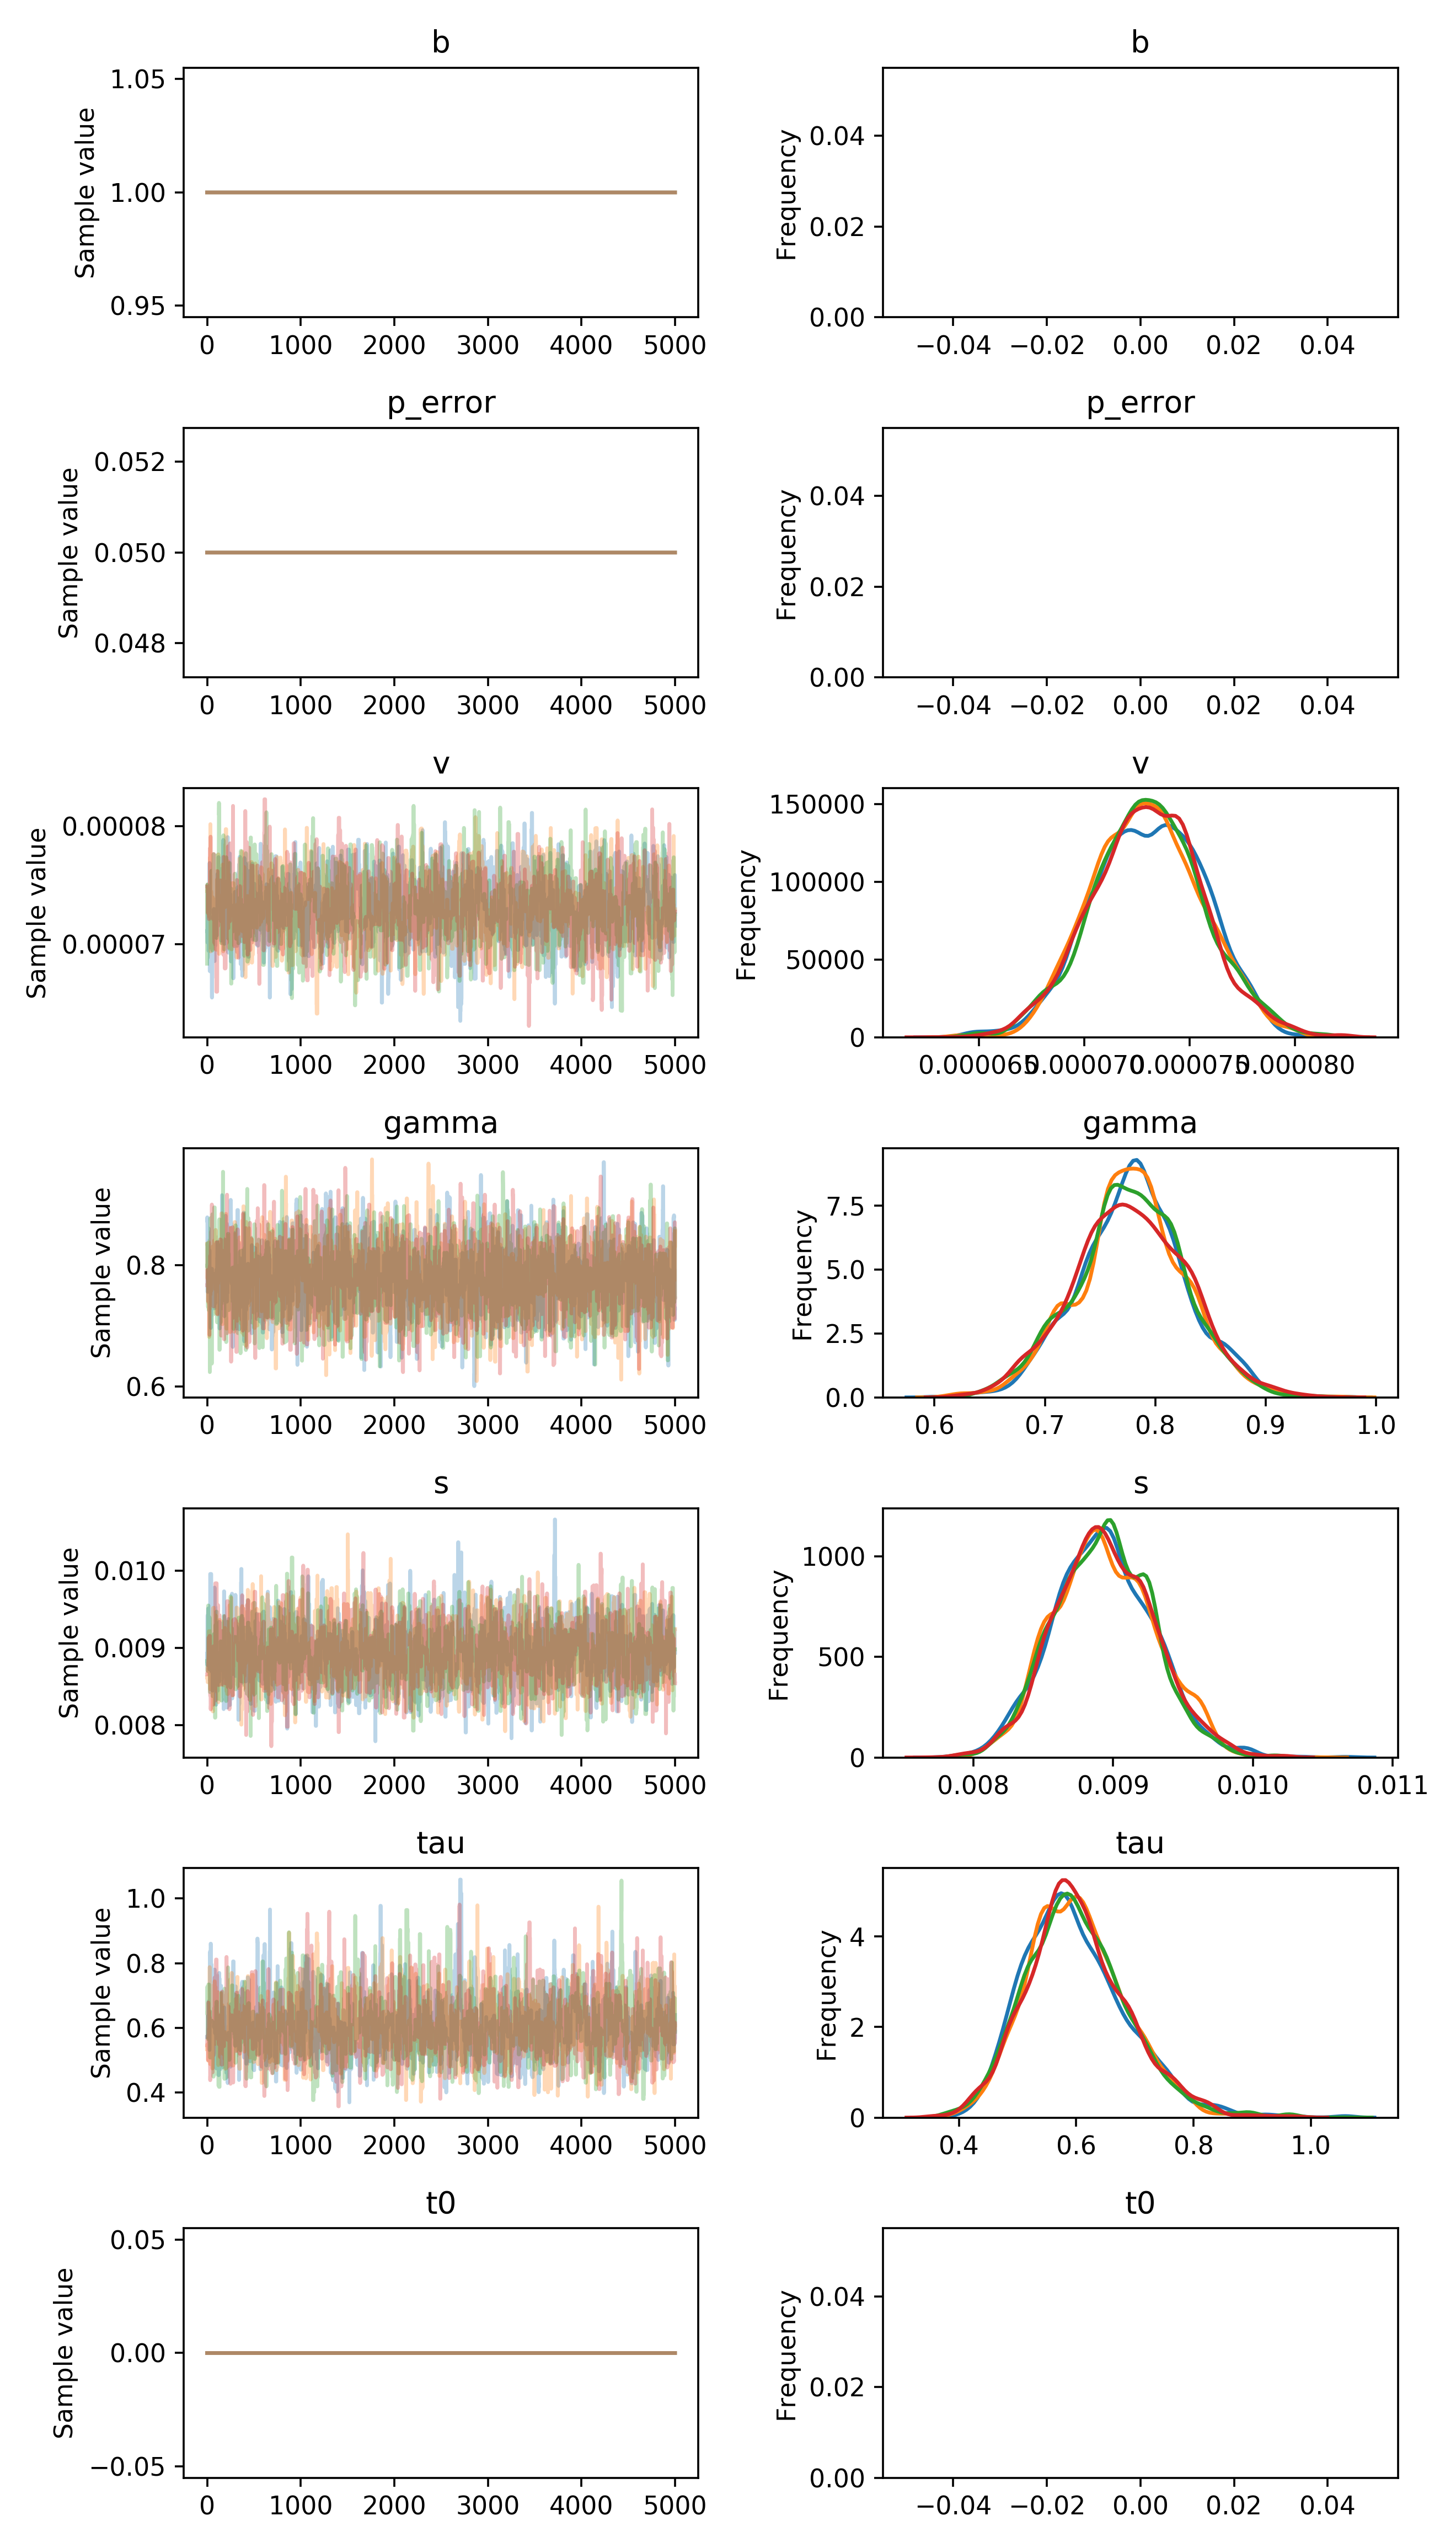 b
b
Sample value
1.05
1.00
0.95
0 1000 2000 3000 4000 5000
Frequency
0.04
0.02
0.00
−0.04 −0.02 0.00 0.02 0.04
p_error
p_error
Sample value
0.052
0.050
0.048
0 1000 2000 3000 4000 5000
Frequency
0.04
0.02
0.00
−0.04 −0.02 0.00 0.02 0.04
v
v
Sample value
0.00008
0.00007
0 1000 2000 3000 4000 5000
Frequency
150000
100000
50000
0
0.000065 0.000070 0.000075 0.000080
gamma
gamma
Sample value
0.8
0.6
0 1000 2000 3000 4000 5000
Frequency
7.5
5.0
2.5
0.0
0.6 0.7 0.8 0.9 1.0
s
s
Sample value
0.010
0.009
0.008
0 1000 2000 3000 4000 5000
Frequency
1000
500
0
0.008 0.009 0.010 0.011
tau
tau
Sample value
1.0
0.8
0.6
0.4
0 1000 2000 3000 4000 5000
Frequency
4
2
0
0.4 0.6 0.8 1.0
t0
t0
Sample value
0.05
0.00
−0.05
0 1000 2000 3000 4000 5000
Frequency
0.04
0.02
0.00
−0.04 −0.02 0.00 0.02 0.04